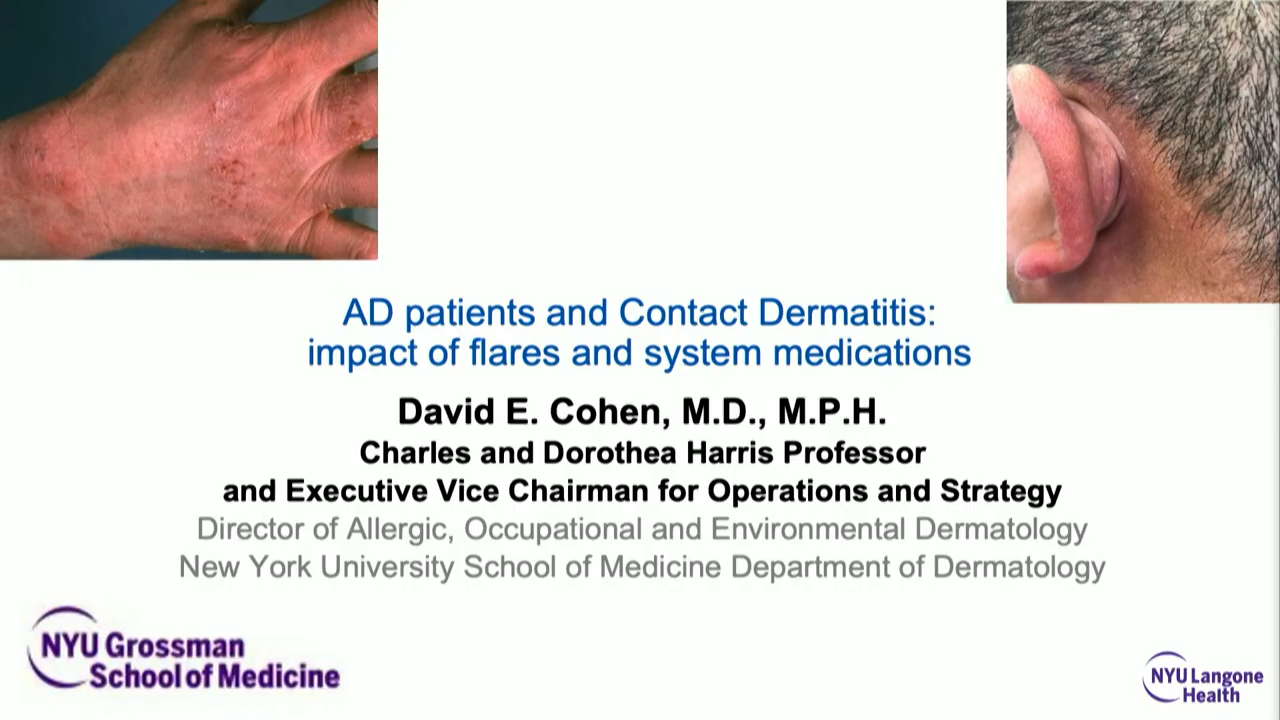 AD patients and Contact Dermatitis:
impact of flares and system medications
David E. Cohen, M.D., M.P.H.
Charles and Dorothea Harris Professor
and Executive Vice Chairman for Operations and Strategy
Director of Allergic, Occupational and Environmental Dermatology
New York University School of Medicine Department of Dermatology
NYU Grossman
School of Medicine
NYU Langone
Health